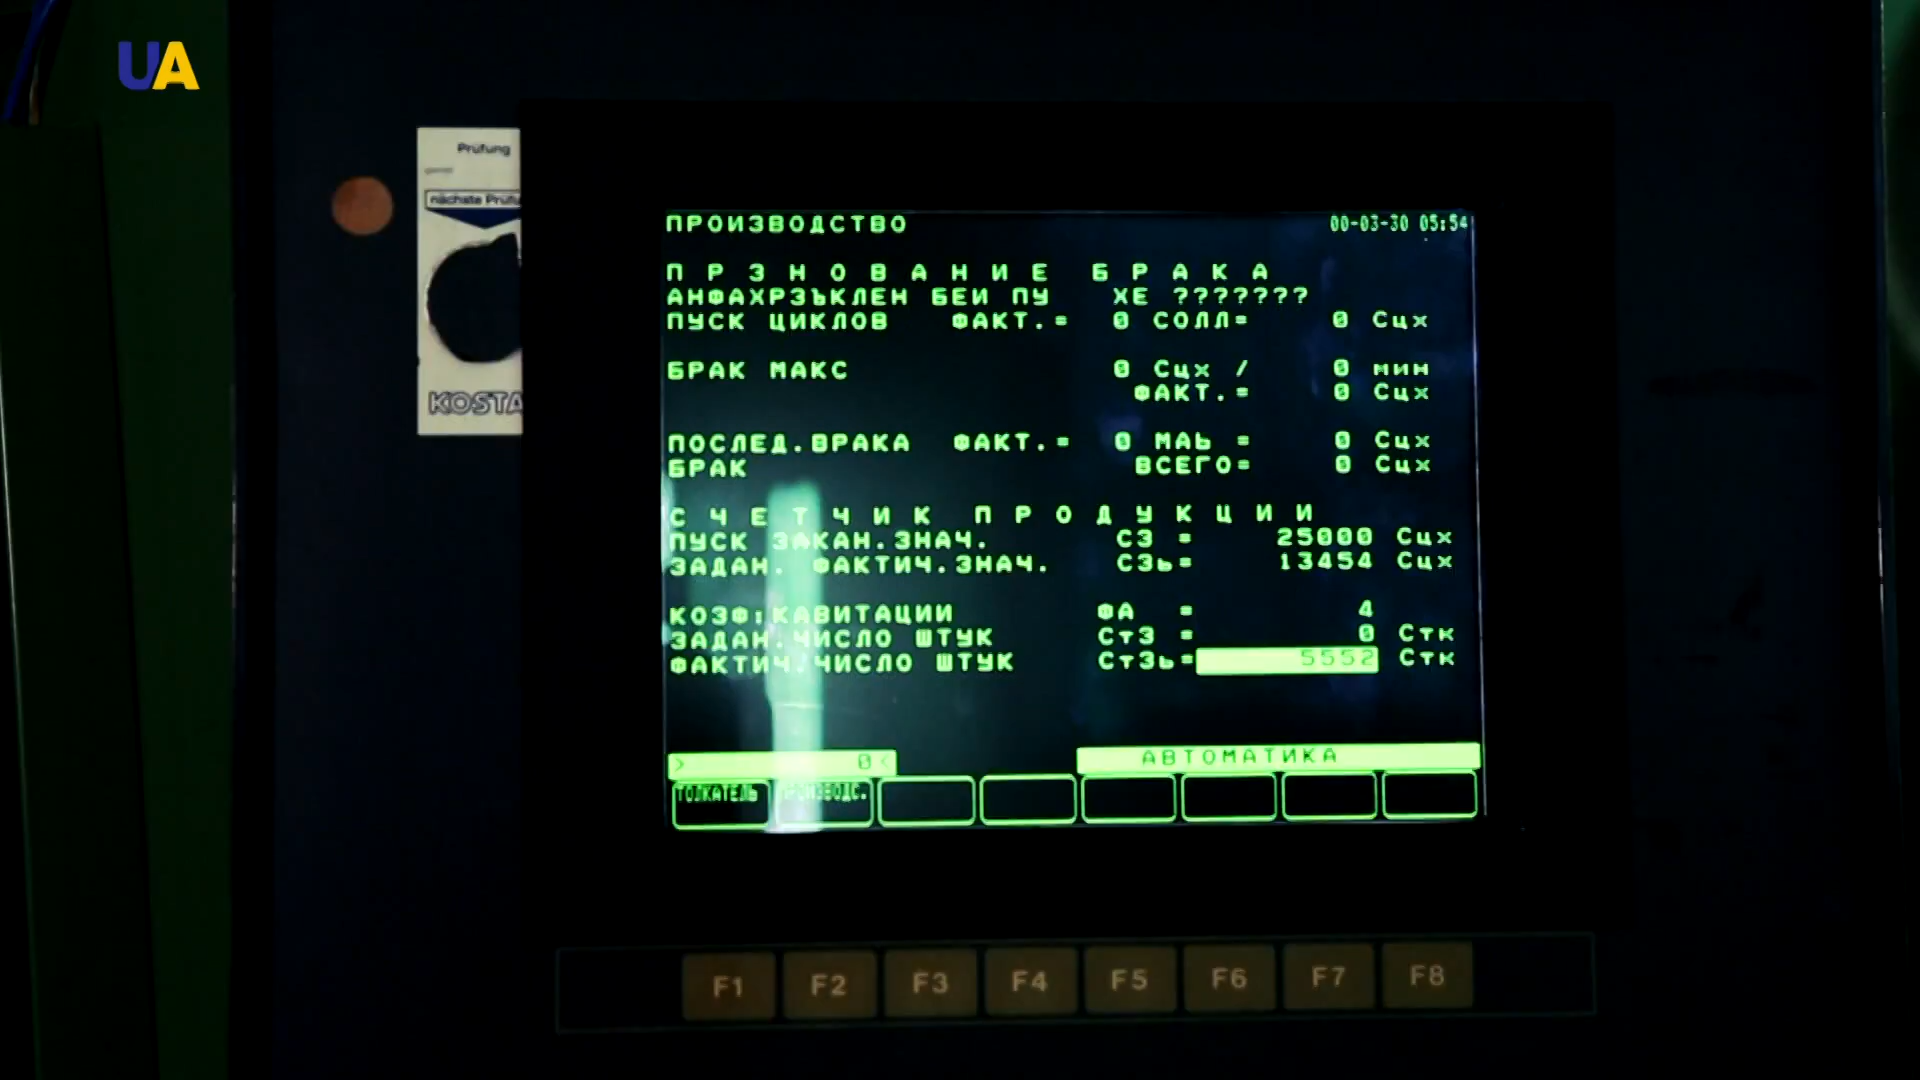 UA
Prüfung
nächste Prüfu
KOSTA
ПРОИЗВОДСТВО 00-03-30 05:54
П Р З Н О В А Н И Е Б Р А К А
АНФАХРЗЪКЛЕН БЕИ ПУ ХЕ ???????
ПУСК ЦИКЛОВ ФАКТ.= 0 СОЛЛ= 0 Сцх
БРАК МАКС 0 Сцх / 0 мин
ФАКТ.= 0 Сцх
ПОСЛЕД.ВРАКА ФАКТ.= 0 МАЬ = 0 Сцх
БРАК ВСЕГО= 0 Сцх
С Ч Е Т Ч И К П Р О Д У К Ц И И
ПУСК ЗАКАН.ЗНАЧ. СЗ = 25000 Сцх
ЗАДАН. ФАКТИЧ.ЗНАЧ. СЗь= 13454 Сцх
КОЗФ;КАВИТАЦИИ ФА = 4
ЗАДАН.ЧИСЛО ШТУК СтЗ = 0 Стк
ФАКТИЧ.ЧИСЛО ШТУК СтЗь= 5552 Стк
> 0< АВТОМАТИКА
ТОЛКАТЕЛЬ ПРОИЗВОДС.
F1 F2 F3 F4 F5 F6 F7 F8